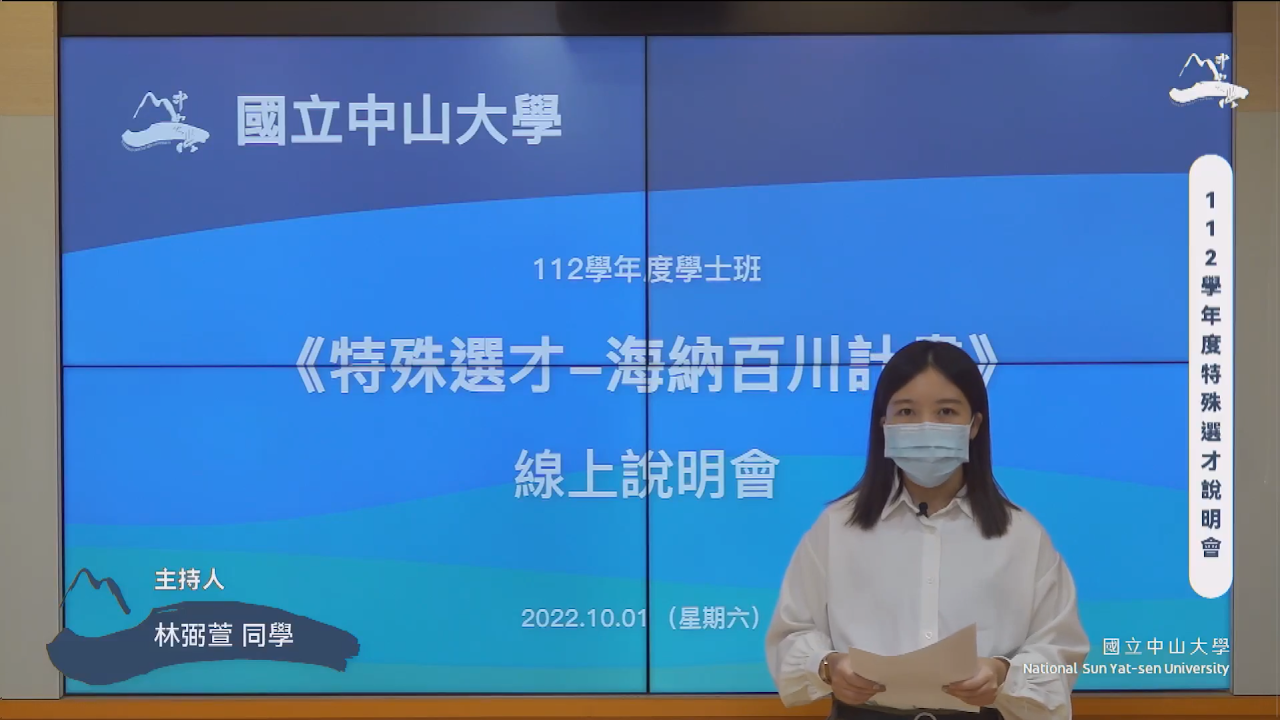 國立中山大學
112學年度學士班
《特殊選才–海納百川計畫》
線上說明會
2022.10.01（星期六）
主持人
林弼萱 同學
112學年度特殊選才說明會
國立中山大學
National Sun Yat-sen University